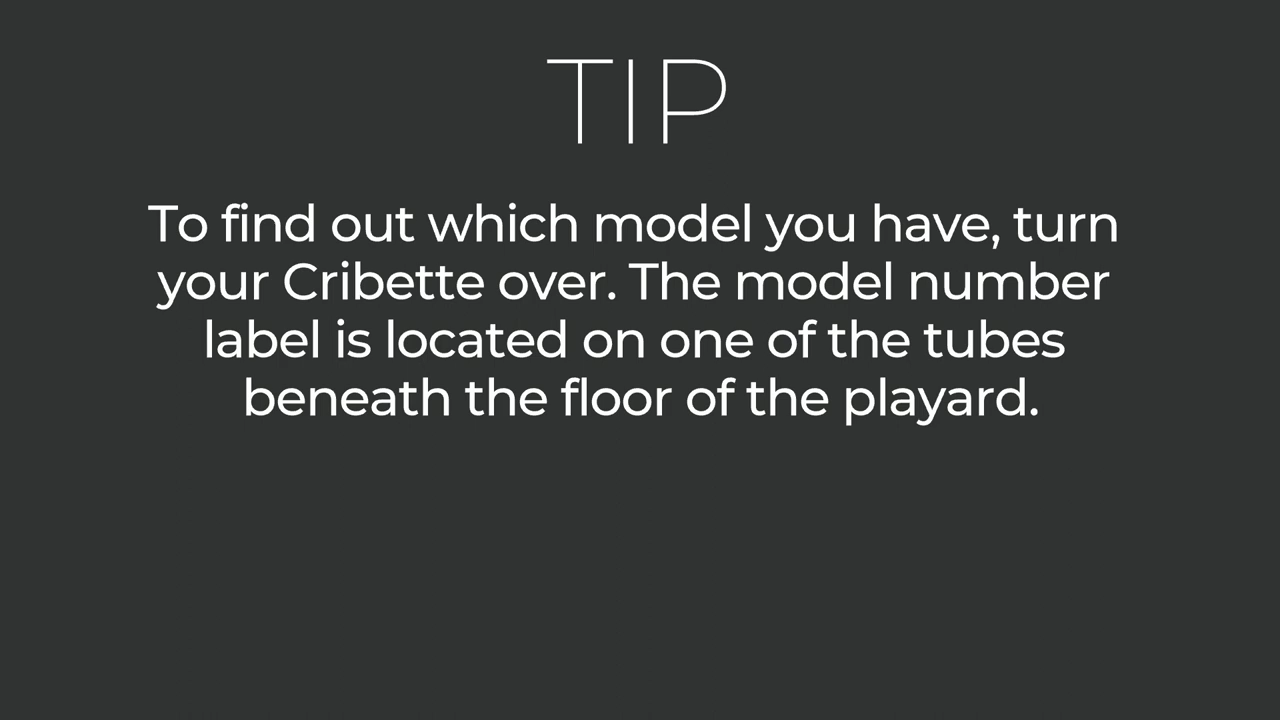 TIP
To find out which model you have, turn
your Cribette over. The model number
label is located on one of the tubes
beneath the floor of the playard.